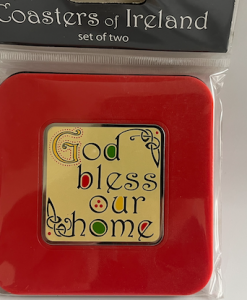 Coasters of Ireland
set of two
God
bless
our
home